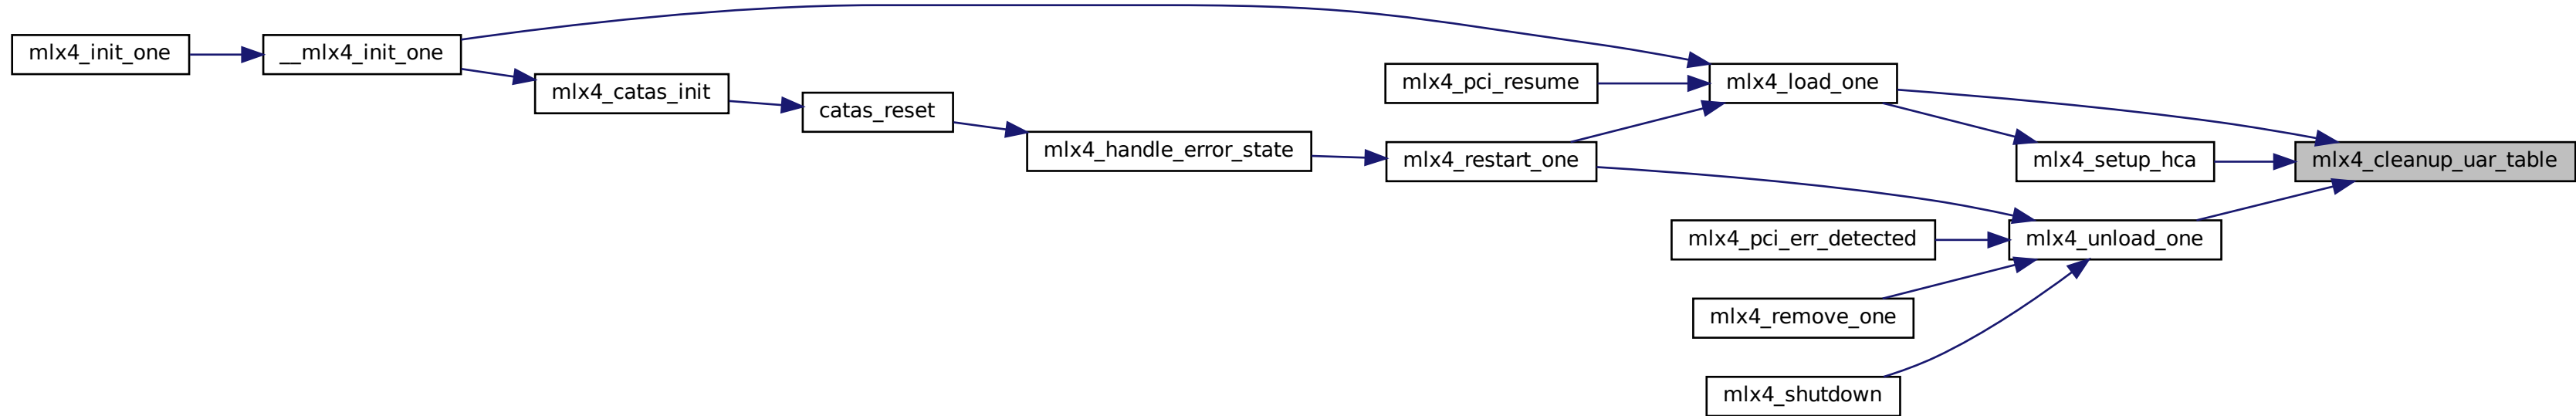 mlx4_init_one
__mlx4_init_one
mlx4_catas_init
catas_reset
mlx4_handle_error_state
mlx4_pci_resume
mlx4_restart_one
mlx4_load_one
mlx4_setup_hca
mlx4_cleanup_uar_table
mlx4_pci_err_detected
mlx4_unload_one
mlx4_remove_one
mlx4_shutdown